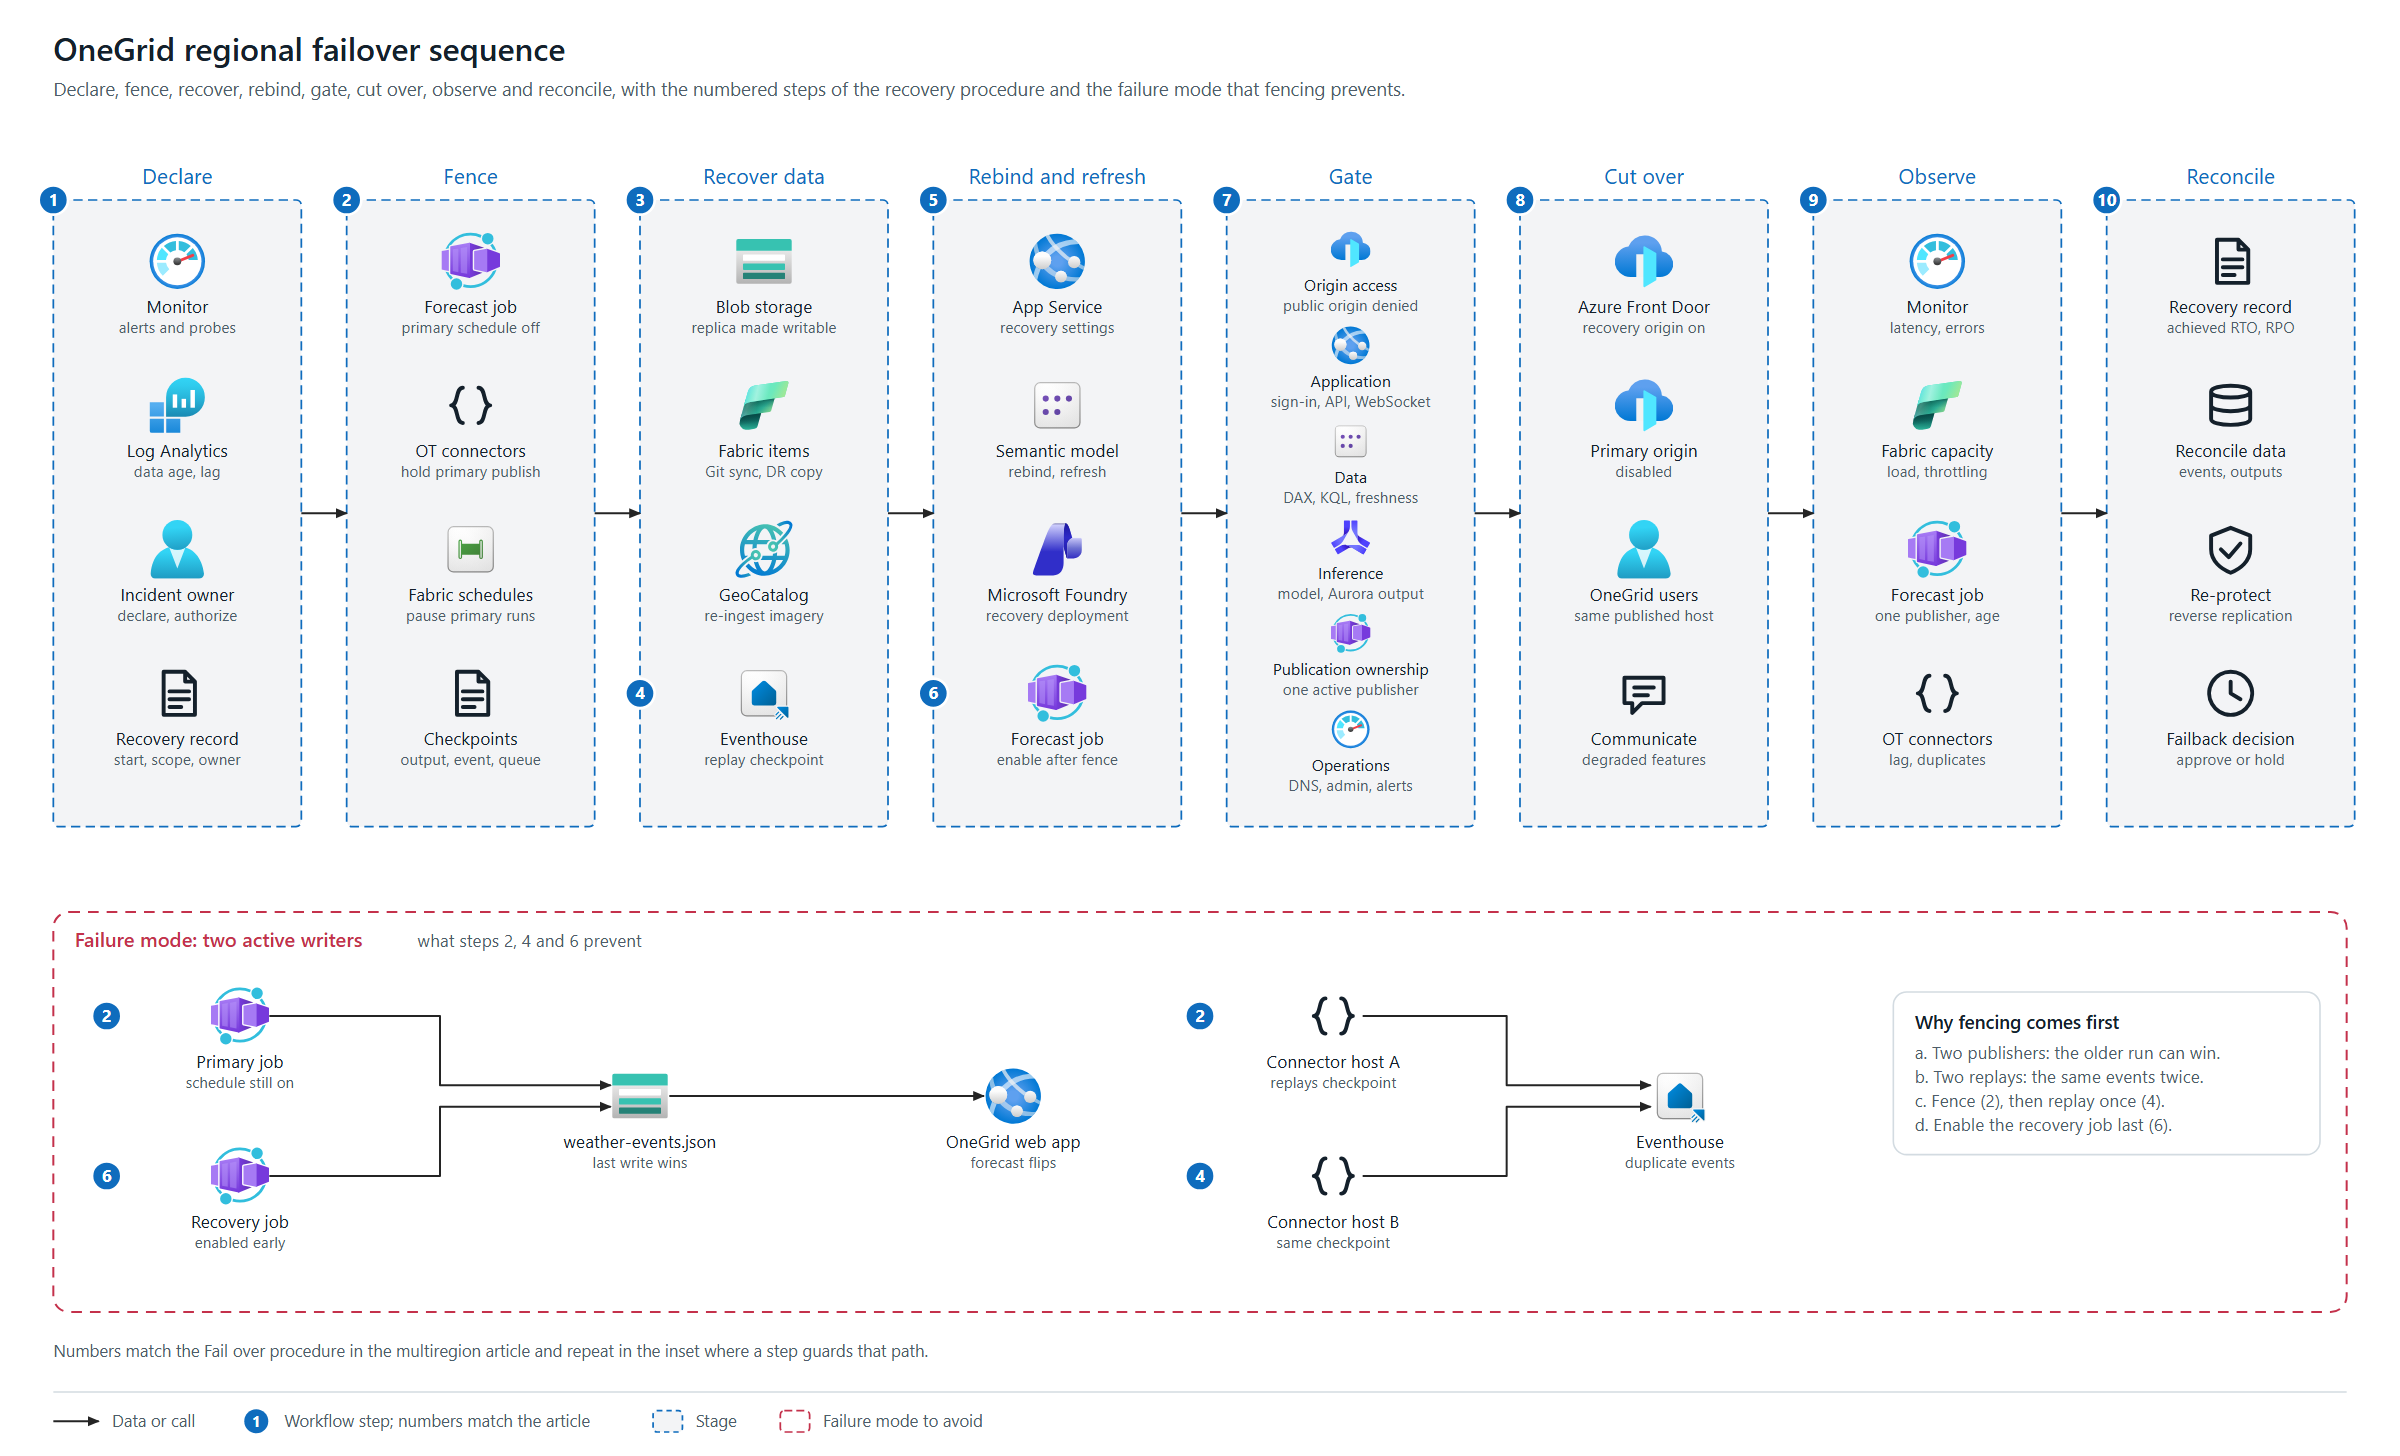 OneGrid regional failover sequence
Declare, fence, recover, rebind, gate, cut over, observe and reconcile, with the numbered steps of the recovery procedure and the failure mode that fencing prevents.
Declare
1
Monitor
alerts and probes
Log Analytics
data age, lag
Incident owner
declare, authorize
Recovery record
start, scope, owner
Fence
2
Forecast job
primary schedule off
OT connectors
hold primary publish
Fabric schedules
pause primary runs
Checkpoints
output, event, queue
Recover data
3
Blob storage
replica made writable
Fabric items
Git sync, DR copy
GeoCatalog
re-ingest imagery
4
Eventhouse
replay checkpoint
Rebind and refresh
5
App Service
recovery settings
Semantic model
rebind, refresh
Microsoft Foundry
recovery deployment
6
Forecast job
enable after fence
Gate
7
Origin access
public origin denied
Application
sign-in, API, WebSocket
Data
DAX, KQL, freshness
Inference
model, Aurora output
Publication ownership
one active publisher
Operations
DNS, admin, alerts
Cut over
8
Azure Front Door
recovery origin on
Primary origin
disabled
OneGrid users
same published host
Communicate
degraded features
Observe
9
Monitor
latency, errors
Fabric capacity
load, throttling
Forecast job
one publisher, age
OT connectors
lag, duplicates
Reconcile
10
Recovery record
achieved RTO, RPO
Reconcile data
events, outputs
Re-protect
reverse replication
Failback decision
approve or hold
Failure mode: two active writers
what steps 2, 4 and 6 prevent
2
Primary job
schedule still on
6
Recovery job
enabled early
weather-events.json
last write wins
OneGrid web app
forecast flips
2
Connector host A
replays checkpoint
4
Connector host B
same checkpoint
Eventhouse
duplicate events
Why fencing comes first
a. Two publishers: the older run can win.
b. Two replays: the same events twice.
c. Fence (2), then replay once (4).
d. Enable the recovery job last (6).
Numbers match the Fail over procedure in the multiregion article and repeat in the inset where a step guards that path.
Data or call
1
Workflow step; numbers match the article
Stage
Failure mode to avoid